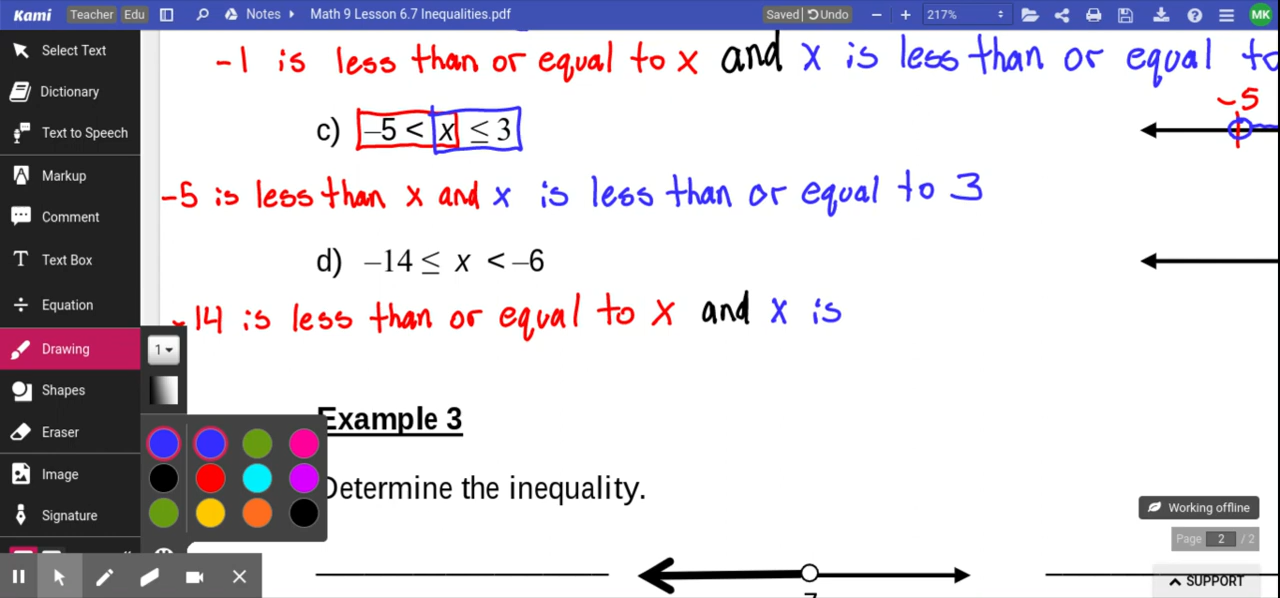 Kami Teacher Edu Notes Math 9 Lesson 6.7 Inequalities.pdf Saved Undo 217% MK
Select Text
Dictionary
Text to Speech
Markup
Comment
Text Box
Equation
Drawing
Shapes
Eraser
Image
Signature
1
-1 is less than or equal to x and x is less than or equal to
c) –5 < x ≤ 3
-5
-5 is less than x and x is less than or equal to 3
d) –14 ≤ x < –6
-14 is less than or equal to x and x is
Example 3
Determine the inequality.
Working offline
Page 2 / 2
SUPPORT